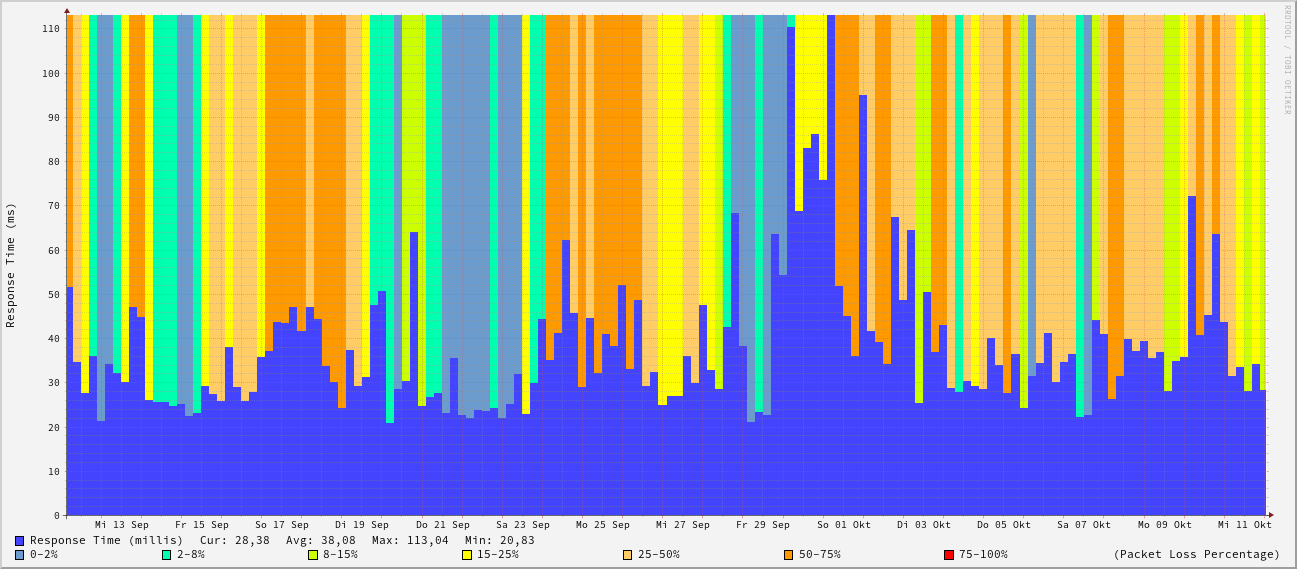 RRDTOOL / TOBI OETIKER
Response Time (ms)
110
100
90
80
70
60
50
40
30
20
10
0
Mi 13 Sep Fr 15 Sep So 17 Sep Di 19 Sep Do 21 Sep Sa 23 Sep Mo 25 Sep Mi 27 Sep Fr 29 Sep So 01 Okt Di 03 Okt Do 05 Okt Sa 07 Okt Mo 09 Okt Mi 11 Okt
Response Time (millis) Cur: 28,38 Avg: 38,08 Max: 113,04 Min: 20,83
0-2% 2-8% 8-15% 15-25% 25-50% 50-75% 75-100% (Packet Loss Percentage)